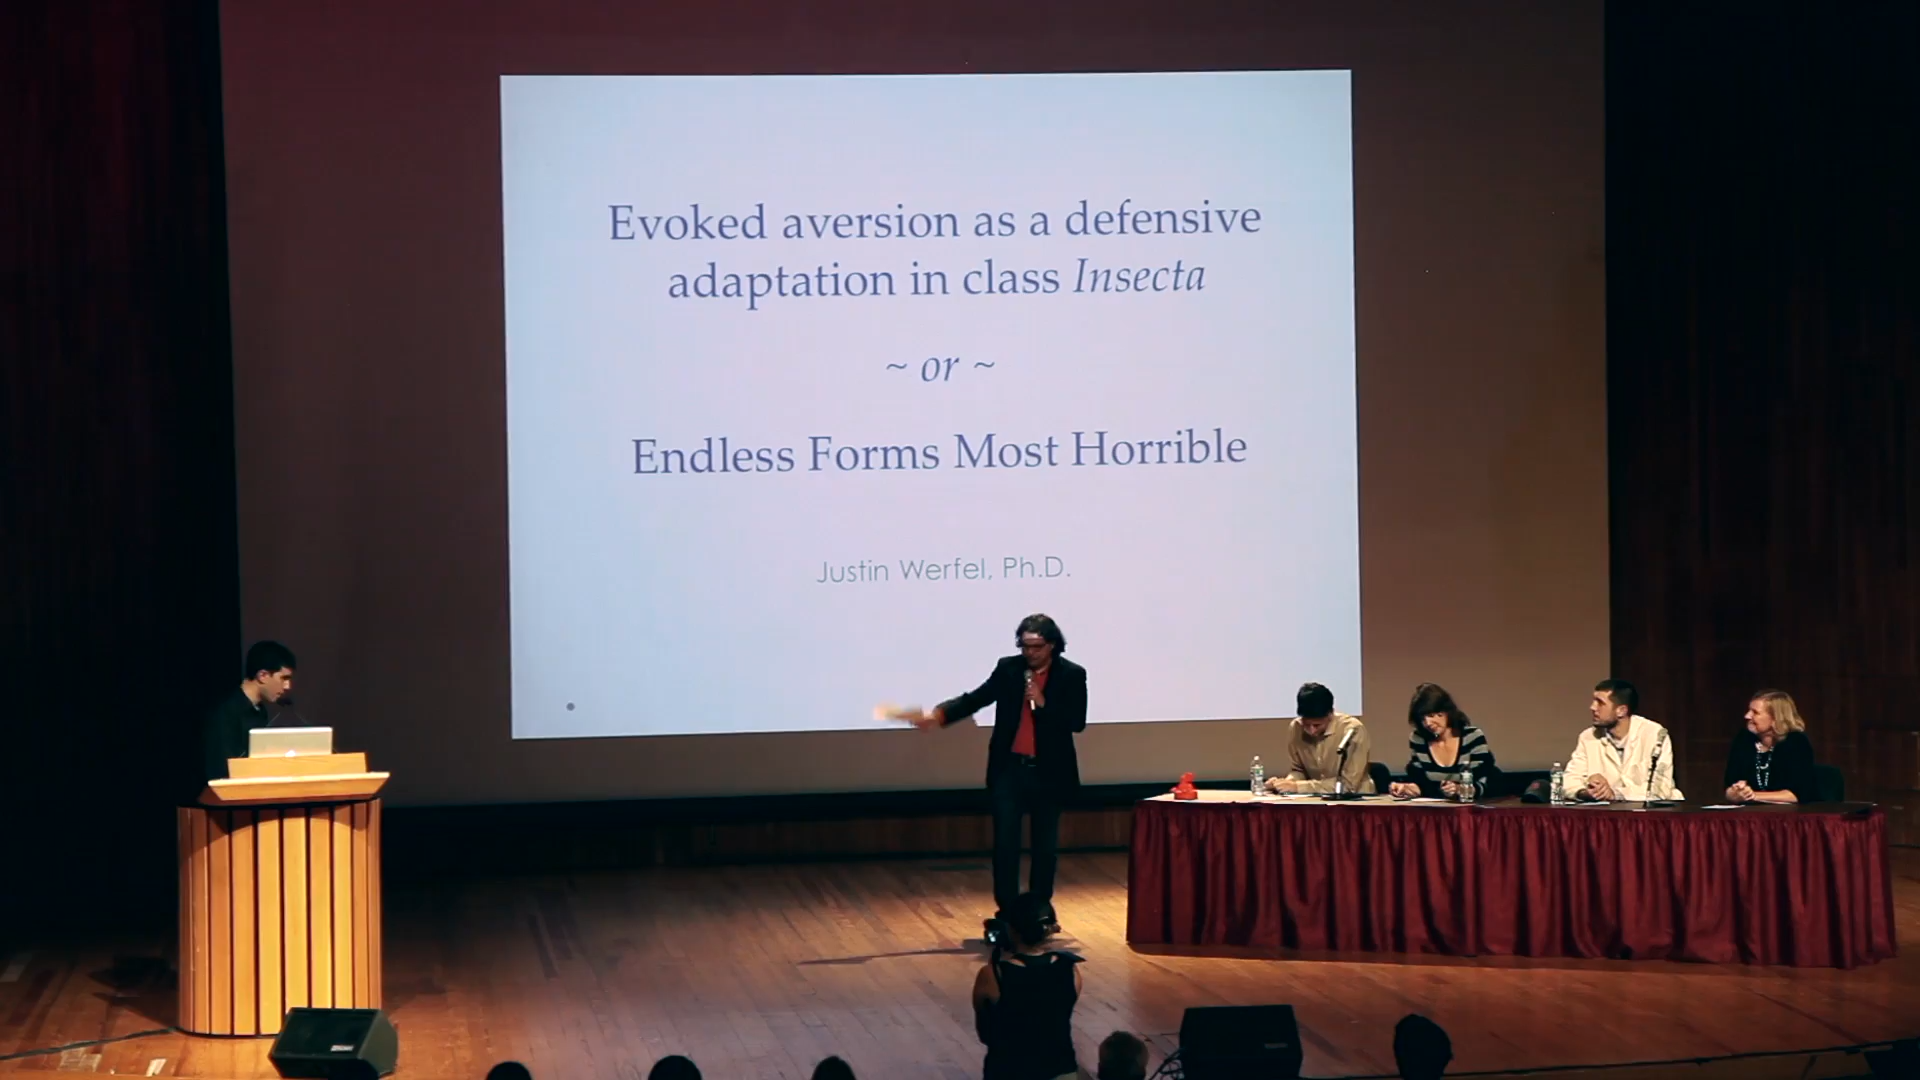 Evoked aversion as a defensive
adaptation in class Insecta
~ or ~
Endless Forms Most Horrible
Justin Werfel, Ph.D.